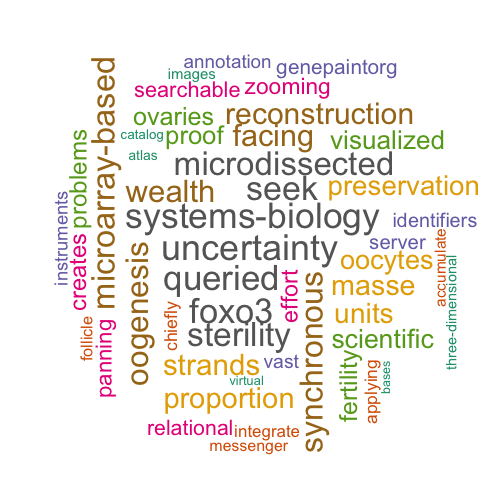 annotation
genepaintorg
images
searchable
zooming
ovaries
reconstruction
catalog
proof
facing
visualized
microarray-based
problems
atlas
microdissected
wealth
seek
preservation
instruments
systems-biology
identifiers
creates
uncertainty
server
accumulate
oogenesis
queried
effort
oocytes
masse
three-dimensional
synchronous
chiefly
foxo3
units
follicle
panning
sterility
scientific
strands
vast
fertility
applying
bases
virtual
proportion
relational
integrate
messenger